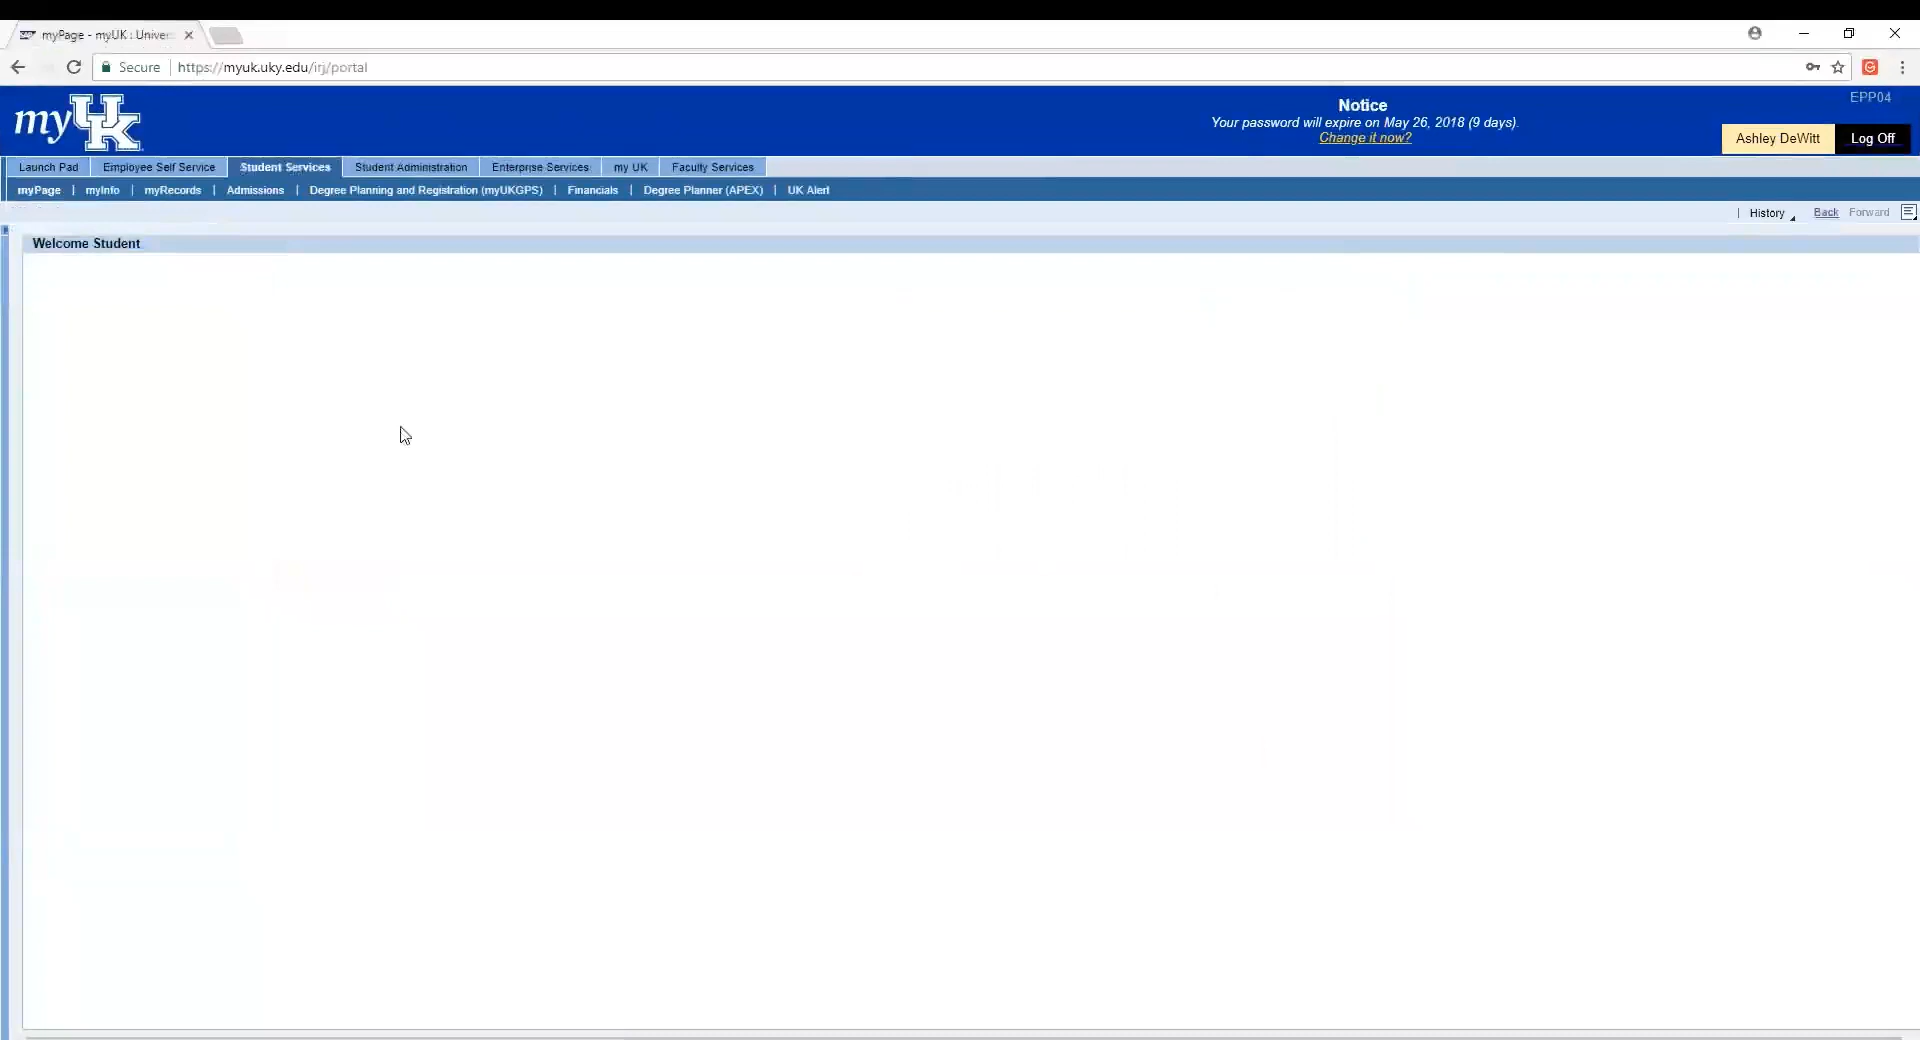 myPage - myUK : Univer
Secure
https://myuk.uky.edu/irj/portal
myUK
Notice
Your password will expire on May 26, 2018 (9 days).
Change it now?
EPP04
Ashley DeWitt
Log Off
Launch Pad
Employee Self Service
Student Services
Student Administration
Enterprise Services
my UK
Faculty Services
myPage | myInfo | myRecords | Admissions | Degree Planning and Registration (myUKGPS) | Financials | Degree Planner (APEX) | UK Alert
| History
Back
Forward
Welcome Student